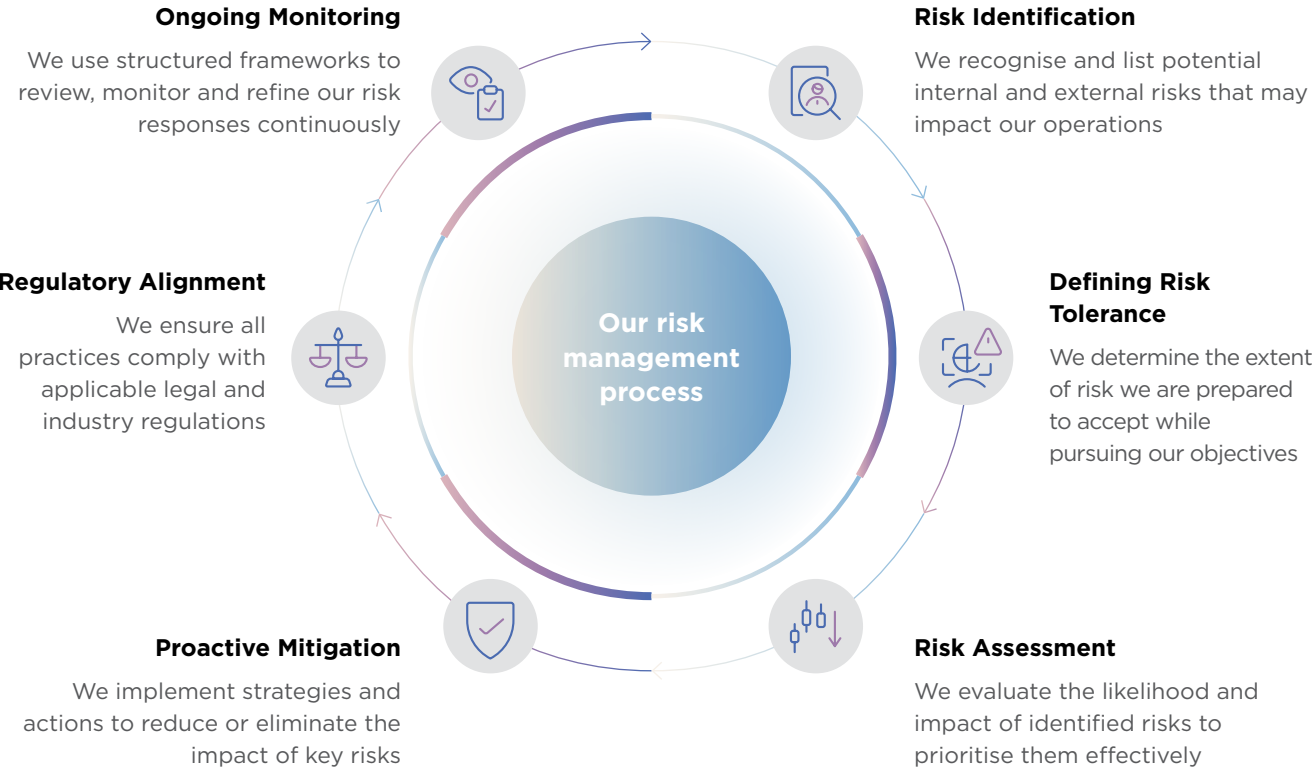 Ongoing Monitoring
We use structured frameworks to
review, monitor and refine our risk
responses continuously
Risk Identification
We recognise and list potential
internal and external risks that may
impact our operations
Regulatory Alignment
We ensure all
practices comply with
applicable legal and
industry regulations
Our risk
management
process
Defining Risk
Tolerance
We determine the extent
of risk we are prepared
to accept while
pursuing our objectives
Proactive Mitigation
We implement strategies and
actions to reduce or eliminate the
impact of key risks
Risk Assessment
We evaluate the likelihood and
impact of identified risks to
prioritise them effectively